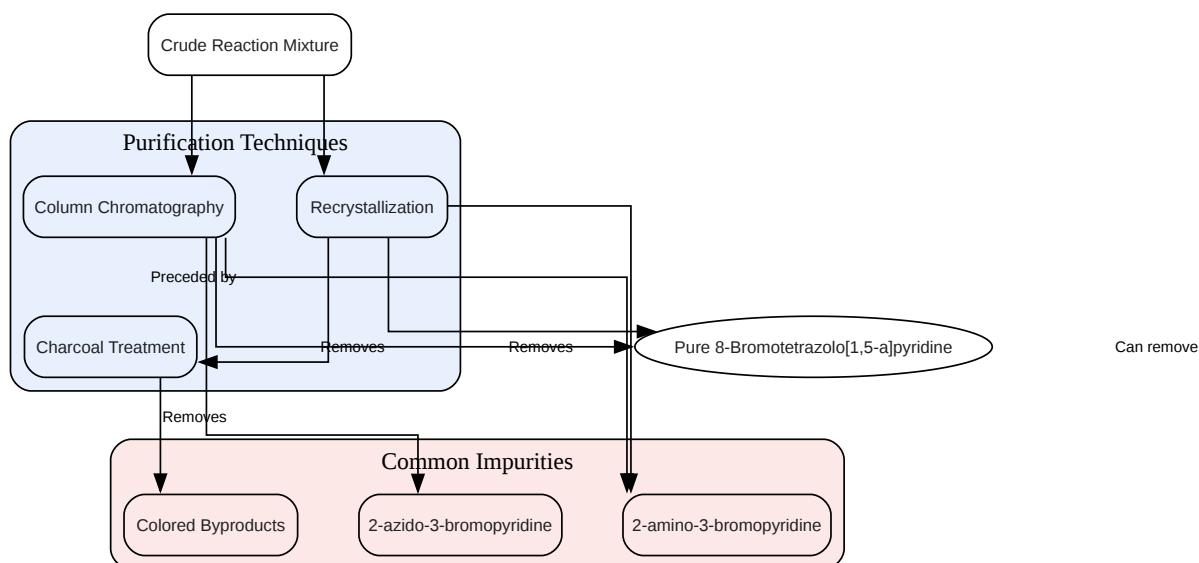 Crude Reaction Mixture
Purification Techniques
Column Chromatography
Recrystallization
Preceded by
Charcoal Treatment
Removes
Removes
Pure 8-Bromotetrazolo[1,5-a]pyridine
Can remove
Removes
Common Impurities
Colored Byproducts
2-azido-3-bromopyridine
2-amino-3-bromopyridine